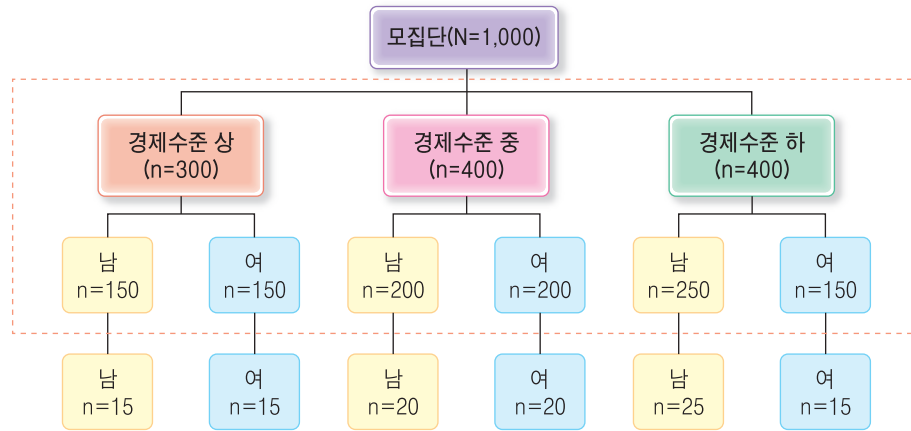 모집단(N=1,000)
경제수준 상
(n=300)
경제수준 중
(n=400)
경제수준 하
(n=400)
남
n=150
여
n=150
남
n=200
여
n=200
남
n=250
여
n=150
남
n=15
여
n=15
남
n=20
여
n=20
남
n=25
여
n=15